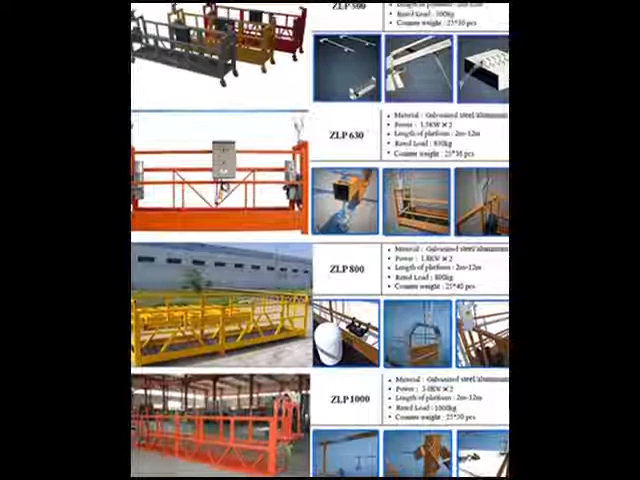 ZLP 500
Rated Load : 500kg
Counter weight : 25*30 pcs
ZLP 630
Material : Galvanized steel/aluminum
Power : 1.5KW × 2
Length of platform : 2m-12m
Rated Load : 630kg
Counter weight : 25*36 pcs
ZLP 800
Material : Galvanized steel/aluminum
Power : 1.8KW × 2
Length of platform : 2m-12m
Rated Load : 800kg
Counter weight : 25*40 pcs
ZLP 1000
Material : Galvanized steel/aluminum
Power : 3.0KW × 2
Length of platform : 2m-12m
Rated Load : 1000kg
Counter weight : 25*50 pcs